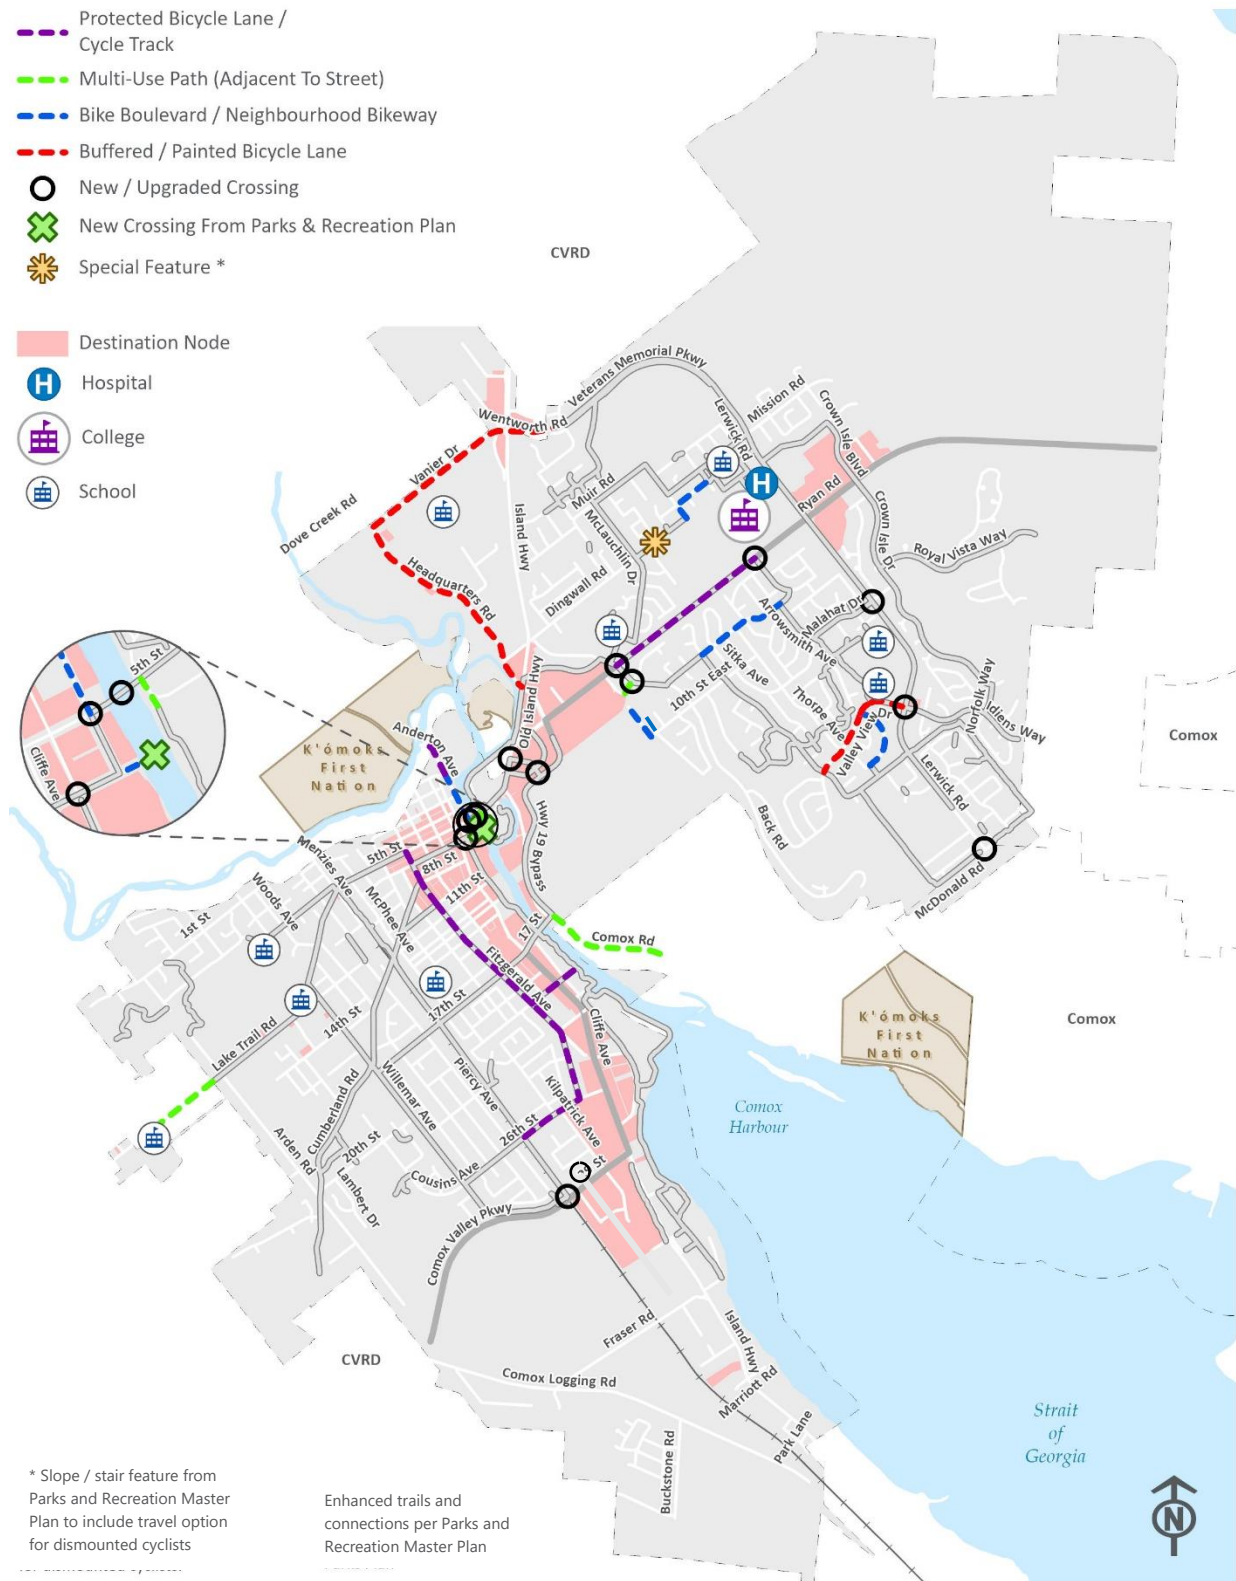 Protected Bicycle Lane /
Cycle Track
Multi-Use Path (Adjacent To Street)
Bike Boulevard / Neighbourhood Bikeway
Buffered / Painted Bicycle Lane
New / Upgraded Crossing
New Crossing From Parks & Recreation Plan
Special Feature *
Destination Node
H
Hospital
College
School
CVRD
Veterans Memorial Pkwy
Wentworth Rd
Lerwick Rd
Mission Rd
Crown Isle Blvd
Vanier Dr
Muir Rd
H
Ryan Rd
Dove Creek Rd
Island Hwy
McLauchlin Dr
Crown Isle Dr
Royal Vista Way
Headquarters Rd
Dingwall Rd
Arrowsmith Ave
Malahat Dr
Sitka Ave
10th St East
Thorpe Ave
Valley View Dr
Norfolk Way
Idiens Way
Comox
5th St
Cliffe Ave
K'ómoks
First
Nation
Anderton Ave
Old Island Hwy
Lerwick Rd
Back Rd
Hwy 19 Bypass
McDonald Rd
Menzies Ave
5th St
8th St
11th St
McPhee Ave
Woods Ave
1st St
17 St
Comox Rd
Fitzgerald Ave
17th St
14th St
Lake Trail Rd
Cliffe Ave
K'ómoks
First
Nation
Comox
Piercy Ave
Willemar Ave
Cumberland Rd
Kilpatrick Ave
26th St
20th St
Arden Rd
Cousins Ave
Lambert Dr
Comox Valley Pkwy
Comox
Harbour
Fraser Rd
Island Hwy
CVRD
Comox Logging Rd
Marriott Rd
Park Lane
Buckstone Rd
Strait
of
Georgia
* Slope / stair feature from
Parks and Recreation Master
Plan to include travel option
for dismounted cyclists
Enhanced trails and
connections per Parks and
Recreation Master Plan
N